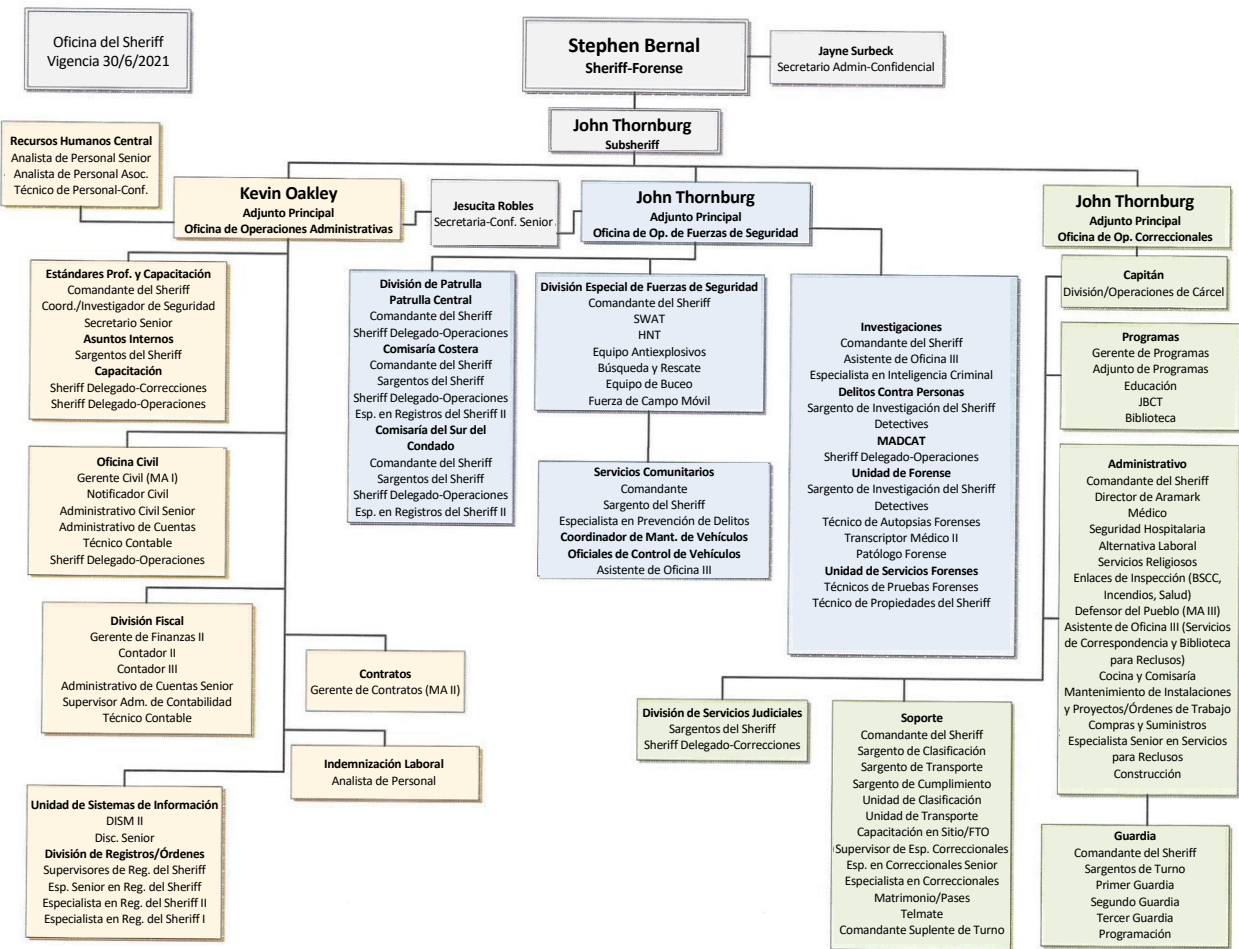 Oficina del Sheriff
Vigencia 30/6/2021
Stephen Bernal
Sheriff-Forense
Jayne Surbeck
Secretario Admin-Confidencial
John Thornburg
Subsheriff
Recursos Humanos Central
Analista de Personal Senior
Analista de Personal Asoc.
Técnico de Personal-Conf.
Kevin Oakley
Adjunto Principal
Oficina de Operaciones Administrativas
Jesucita Robles
Secretaria-Conf. Senior
John Thornburg
Adjunto Principal
Oficina de Op. de Fuerzas de Seguridad
John Thornburg
Adjunto Principal
Oficina de Op. Correccionales
Estándares Prof. y Capacitación
Comandante del Sheriff
Coord./Investigador de Seguridad
Secretario Senior
Asuntos Internos
Sargentos del Sheriff
Capacitación
Sheriff Delegado-Correcciones
Sheriff Delegado-Operaciones
Oficina Civil
Gerente Civil (MA I)
Notificador Civil
Administrativo Civil Senior
Administrativo de Cuentas
Técnico Contable
Sheriff Delegado-Operaciones
División Fiscal
Gerente de Finanzas II
Contador II
Contador III
Administrativo de Cuentas Senior
Supervisor Adm. de Contabilidad
Técnico Contable
Contratos
Gerente de Contratos (MA II)
Indemnización Laboral
Analista de Personal
Unidad de Sistemas de Información
DISM II
Disc. Senior
División de Registros/Órdenes
Supervisores de Reg. del Sheriff
Esp. Senior en Reg. del Sheriff
Especialista en Reg. del Sheriff II
Especialista en Reg. del Sheriff I
División de Patrulla
Patrulla Central
Comandante del Sheriff
Sheriff Delegado-Operaciones
Comisaría Costera
Comandante del Sheriff
Sargentos del Sheriff
Sheriff Delegado-Operaciones
Esp. en Registros del Sheriff II
Comisaría del Sur del
Condado
Comandante del Sheriff
Sargentos del Sheriff
Sheriff Delegado-Operaciones
Esp. en Registros del Sheriff II
División Especial de Fuerzas de Seguridad
Comandante del Sheriff
SWAT
HNT
Equipo Antiexplosivos
Búsqueda y Rescate
Equipo de Buceo
Fuerza de Campo Móvil
Servicios Comunitarios
Comandante
Sargento del Sheriff
Especialista en Prevención de Delitos
Coordinador de Mant. de Vehículos
Oficiales de Control de Vehículos
Asistente de Oficina III
Investigaciones
Comandante del Sheriff
Asistente de Oficina III
Especialista en Inteligencia Criminal
Delitos Contra Personas
Sargento de Investigación del Sheriff
Detectives
MADCAT
Sheriff Delegado-Operaciones
Unidad de Forense
Sargento de Investigación del Sheriff
Detectives
Técnico de Autopsias Forenses
Transcriptor Médico II
Patólogo Forense
Unidad de Servicios Forenses
Técnicos de Pruebas Forenses
Técnico de Propiedades del Sheriff
Capitán
División/Operaciones de Cárcel
Programas
Gerente de Programas
Adjunto de Programas
Educación
JBCT
Biblioteca
Administrativo
Comandante del Sheriff
Director de Aramark
Médico
Seguridad Hospitalaria
Alternativa Laboral
Servicios Religiosos
Enlaces de Inspección (BSCC,
Incendios, Salud)
Defensor del Pueblo (MA III)
Asistente de Oficina III (Servicios
de Correspondencia y Biblioteca
para Reclusos)
Cocina y Comisaría
Mantenimiento de Instalaciones
y Proyectos/Órdenes de Trabajo
Compras y Suministros
Especialista Senior en Servicios
para Reclusos
Construcción
División de Servicios Judiciales
Sargentos del Sheriff
Sheriff Delegado-Correcciones
Soporte
Comandante del Sheriff
Sargento de Clasificación
Sargento de Transporte
Sargento de Cumplimiento
Unidad de Clasificación
Unidad de Transporte
Capacitación en Sitio/FTO
Supervisor de Esp. Correccionales
Esp. en Correccionales Senior
Especialista en Correccionales
Matrimonio/Pases
Telmate
Comandante Suplente de Turno
Guardia
Comandante del Sheriff
Sargentos de Turno
Primer Guardia
Segundo Guardia
Tercer Guardia
Programación